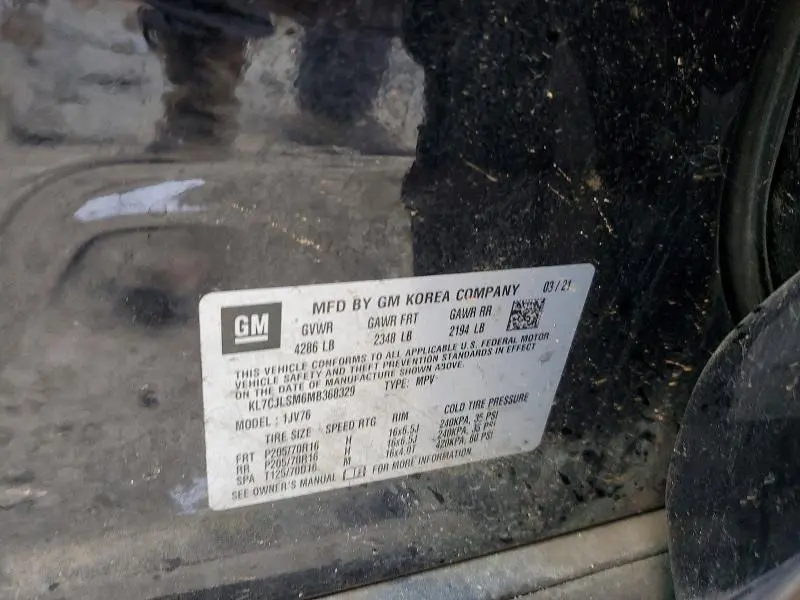 GM
MFD BY GM KOREA COMPANY 03/21
GVWR GAWR FRT GAWR RR
4286 LB 2348 LB 2194 LB
THIS VEHICLE CONFORMS TO ALL APPLICABLE U.S. FEDERAL MOTOR
VEHICLE SAFETY AND THEFT PREVENTION STANDARDS IN EFFECT
ON THE DATE OF MANUFACTURE SHOWN ABOVE.
KL7CJLSM6MB368329 TYPE: MPV
MODEL: 1JV76
TIRE SIZE SPEED RTG RIM COLD TIRE PRESSURE
FRT P205/70R16 H 16x6.5J 240KPA, 35 PSI
RR P205/70R16 H 16x6.5J 240KPA, 35 PSI
SPA T125/70D16 M 16x4.0T 420KPA, 60 PSI
SEE OWNER'S MANUAL FOR MORE INFORMATION.